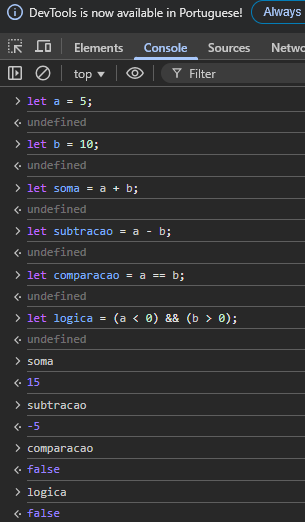 DevTools is now available in Portuguese! Always
Elements Console Sources Netwo
top Filter
let a = 5;
undefined
let b = 10;
undefined
let soma = a + b;
undefined
let subtracao = a - b;
undefined
let comparacao = a == b;
undefined
let logica = (a < 0) && (b > 0);
undefined
soma
15
subtracao
-5
comparacao
false
logica
false